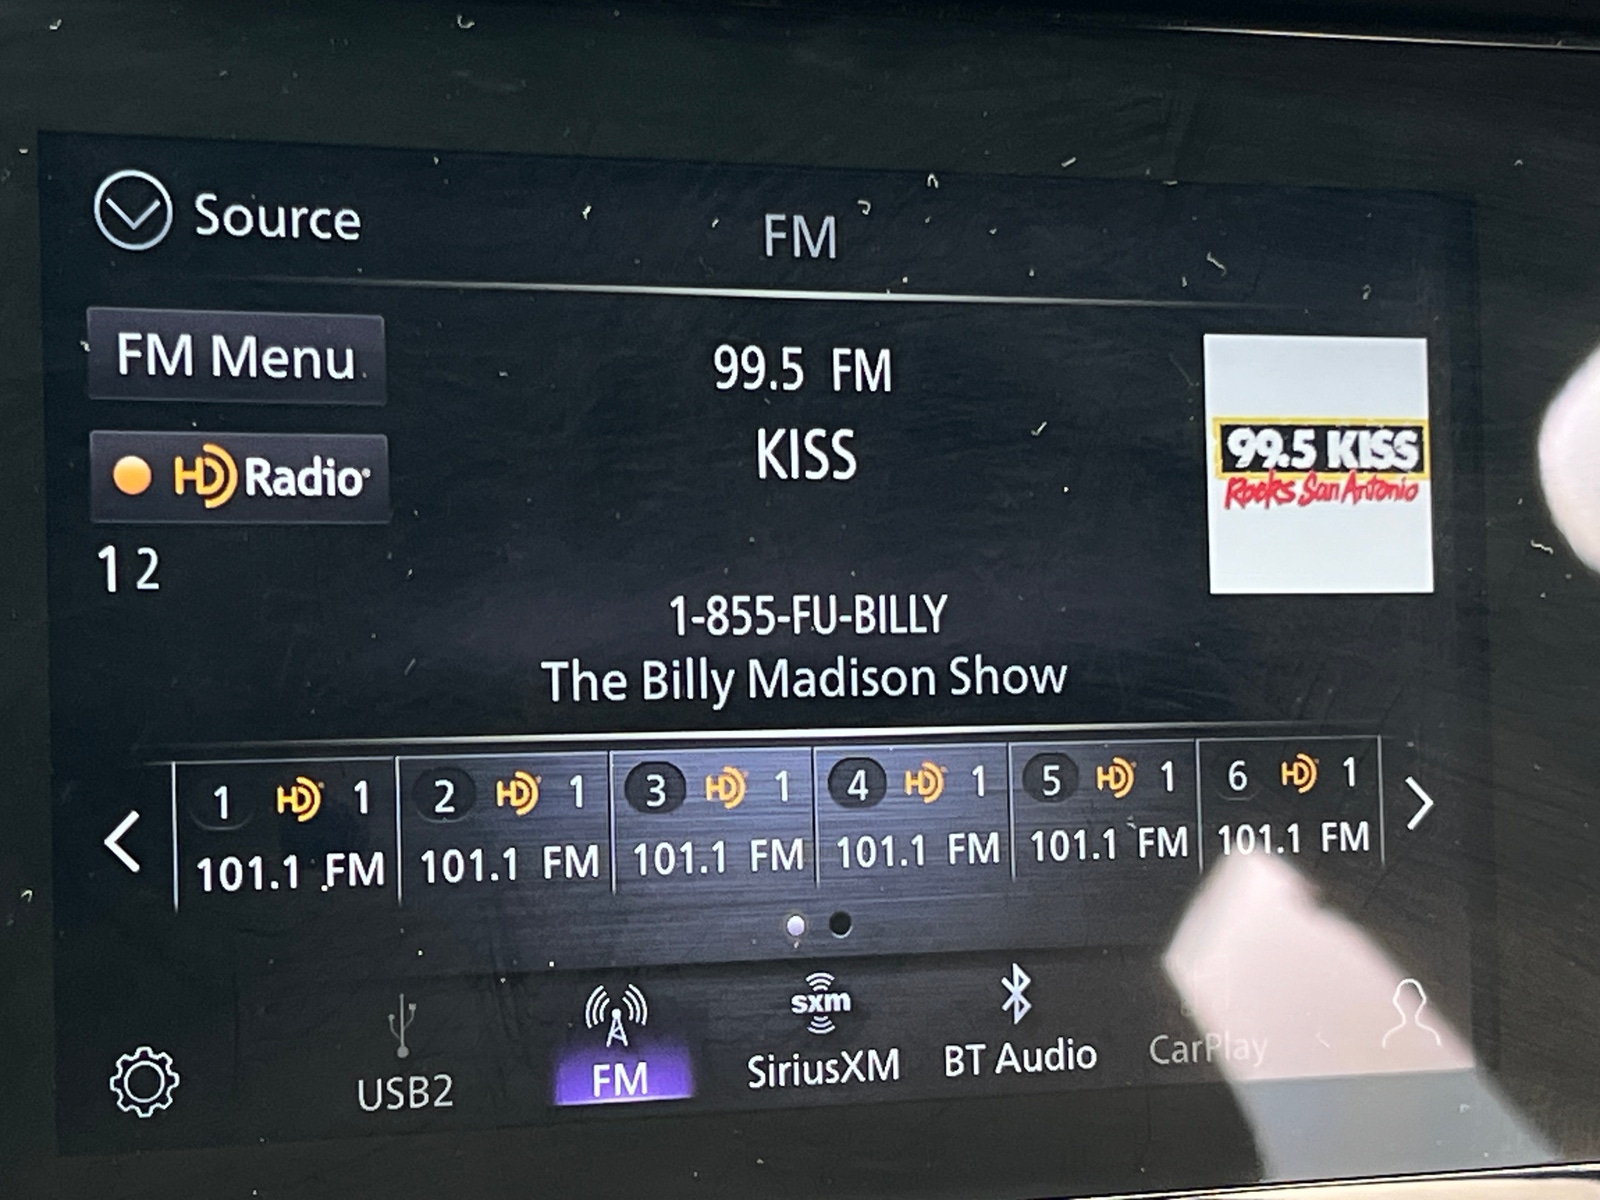 Source
FM
FM Menu
99.5 FM
KISS
HD Radio
99.5 KISS
Rocks San Antonio
1 2
1-855-FU-BILLY
The Billy Madison Show
1 HD 1
101.1 FM
2 HD 1
101.1 FM
3 HD 1
101.1 FM
4 HD 1
101.1 FM
5 HD 1
101.1 FM
6 HD 1
101.1 FM
USB2
FM
sxm
SiriusXM
BT Audio
CarPlay